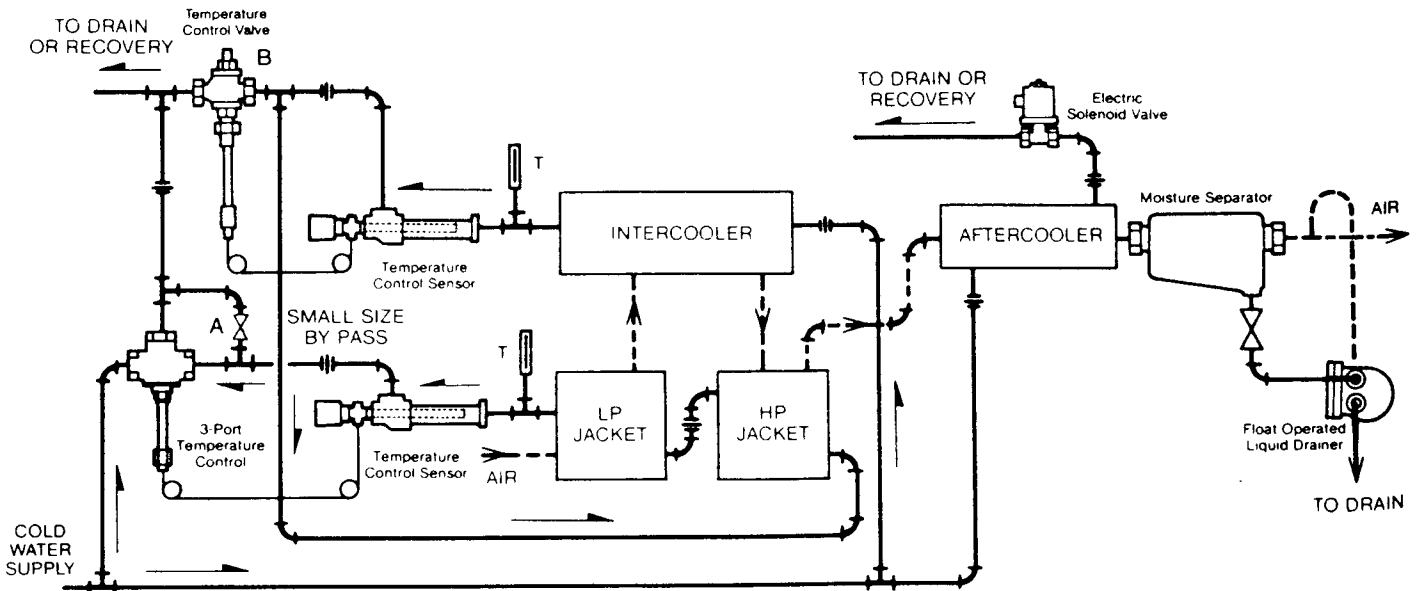 Temperature
Control Valve
TO DRAIN
OR RECOVERY
B
TO DRAIN OR
RECOVERY
Electric
Solenoid Valve
T
Moisture Separator
AIR
INTERCOOLER
AFTERCOOLER
Temperature
Control Sensor
A
SMALL SIZE
BY PASS
T
LP
JACKET
HP
JACKET
3-Port
Temperature
Control
Temperature
Control Sensor
AIR
Float Operated
Liquid Drainer
TO DRAIN
COLD
WATER
SUPPLY